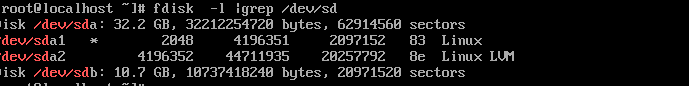 root@localhost ~]# fdisk -l |grep /dev/sd
Disk /dev/sda: 32.2 GB, 32212254720 bytes, 62914560 sectors
/dev/sda1 * 2048 4196351 2097152 83 Linux
/dev/sda2 4196352 44711935 20257792 8e Linux LVM
Disk /dev/sdb: 10.7 GB, 10737418240 bytes, 20971520 sectors